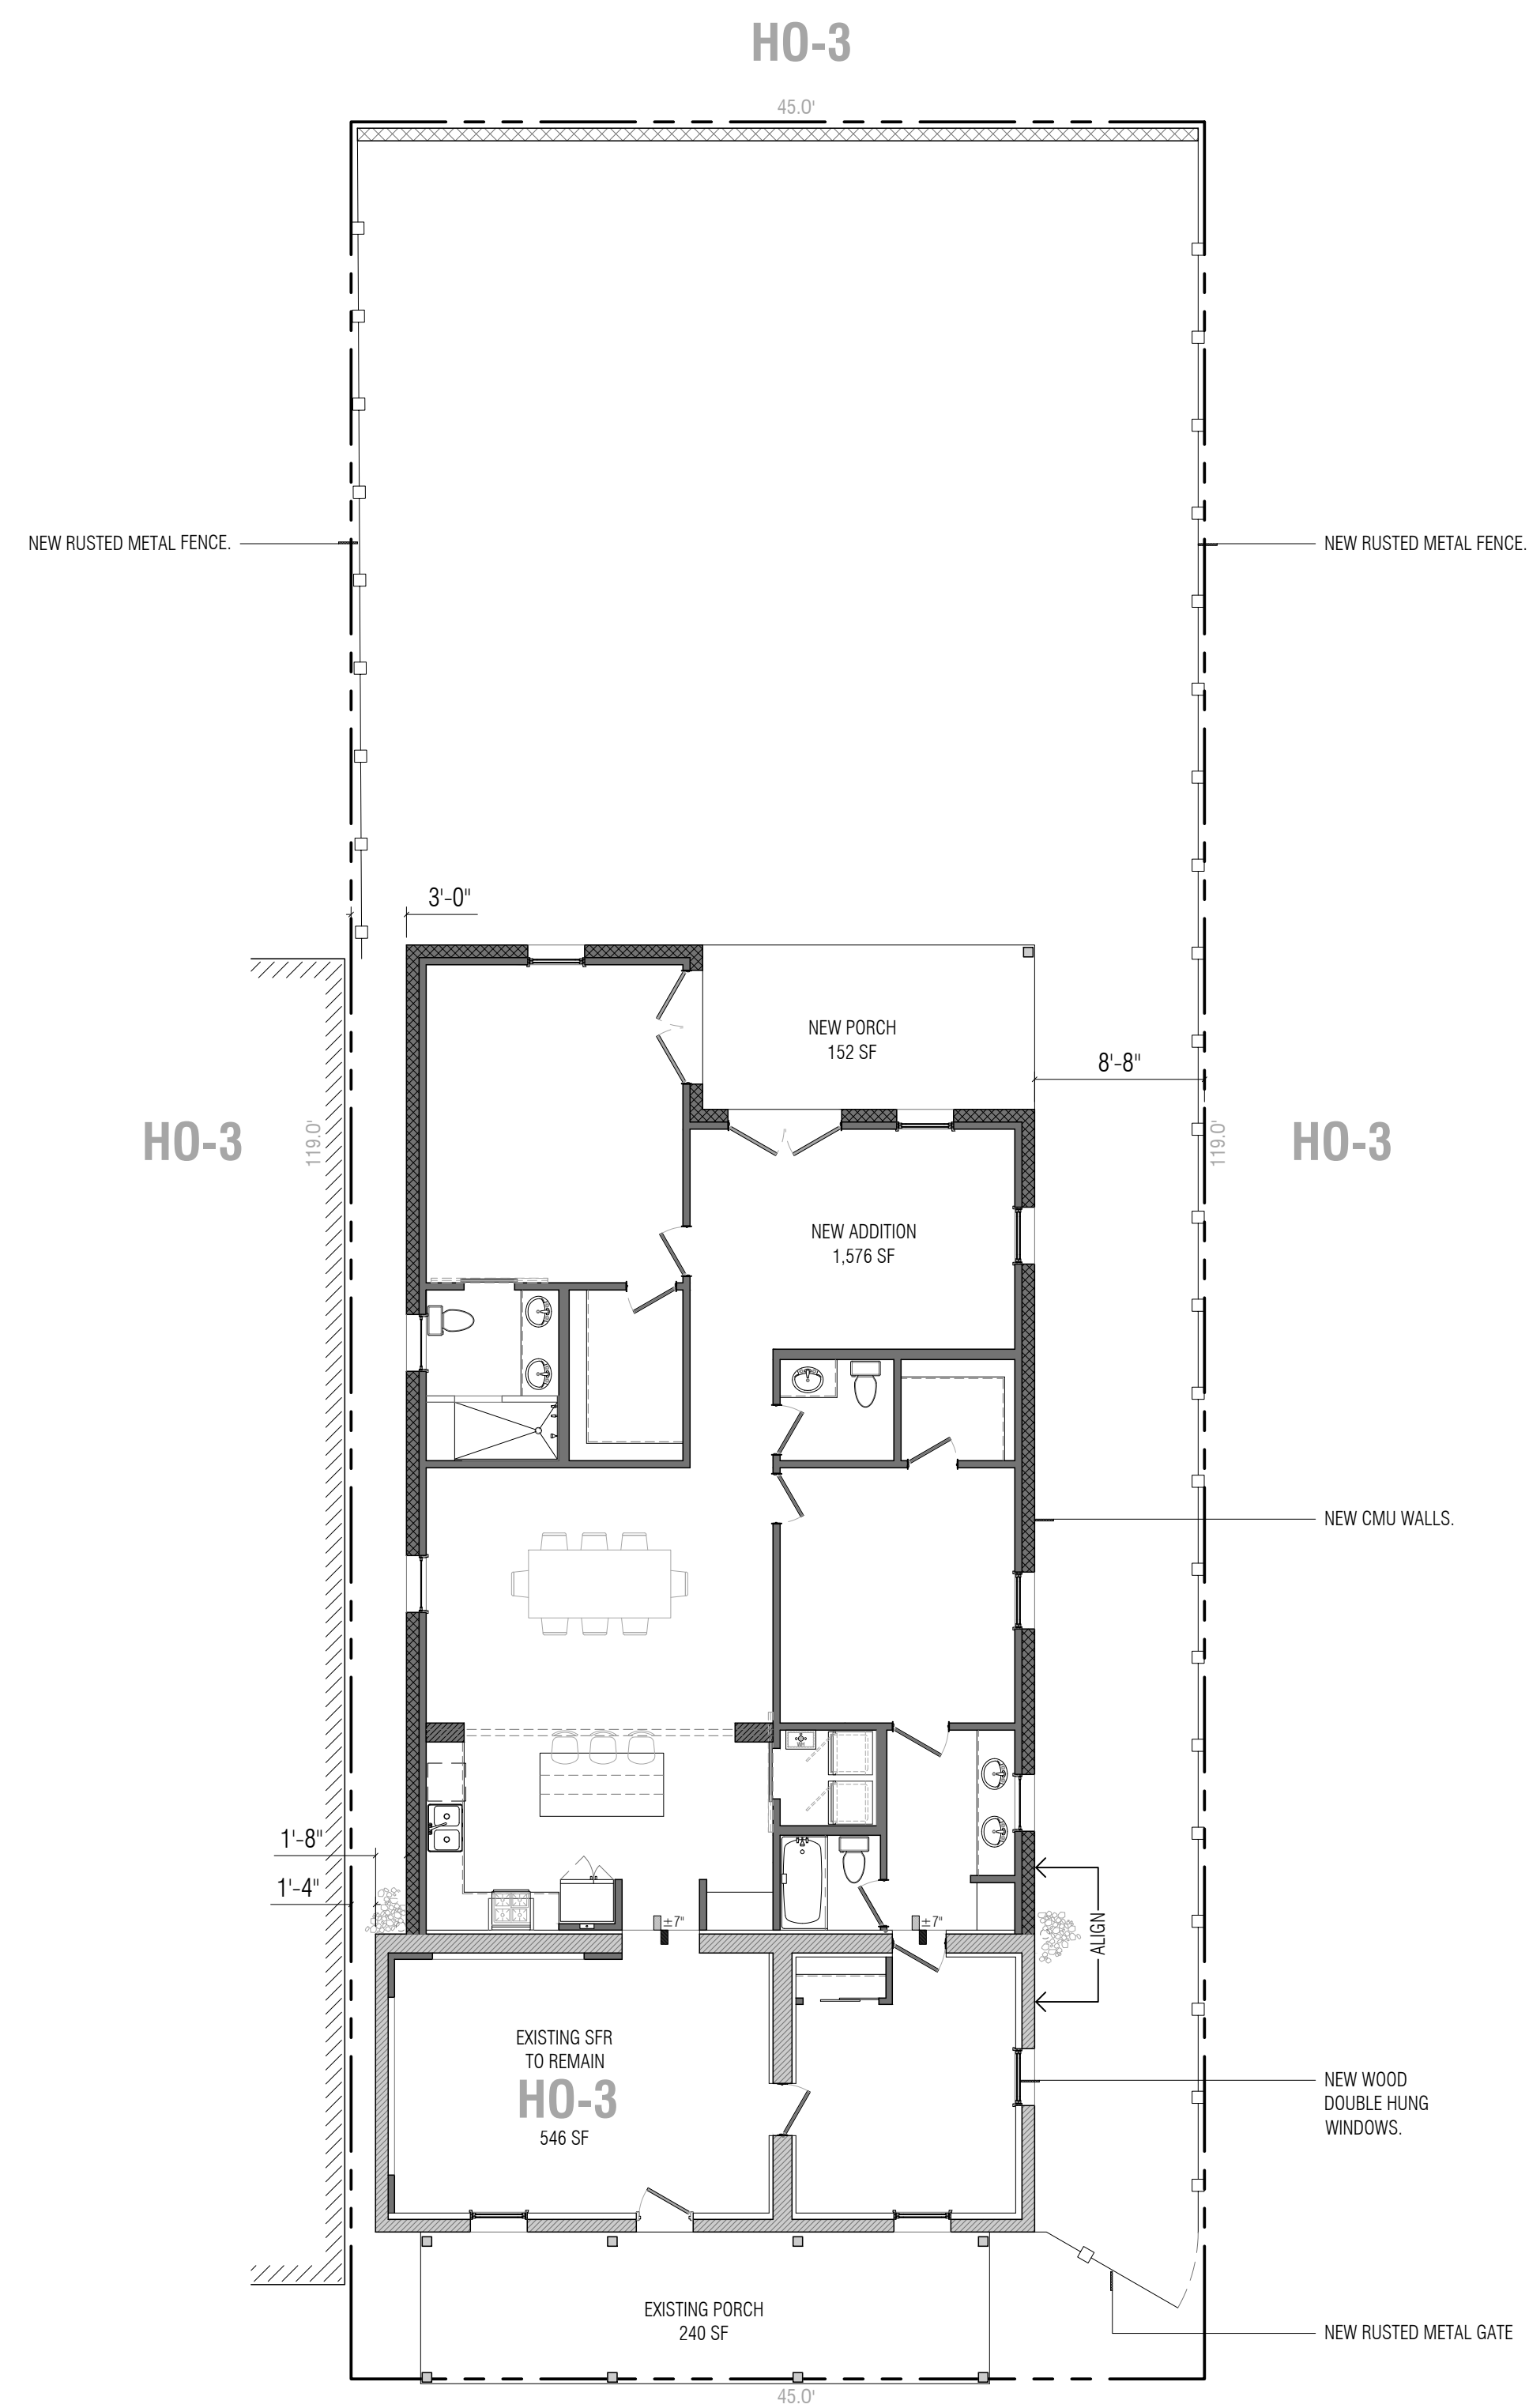 HO-3
45.0'
NEW RUSTED METAL FENCE.
NEW RUSTED METAL FENCE.
3'-0"
NEW PORCH
152 SF
8'-8"
HO-3
119.0'
119.0'
HO-3
NEW ADDITION
1,576 SF
NEW CMU WALLS.
WH
1'-8"
1'-4"
±7"
±7"
ALIGN
EXISTING SFR
TO REMAIN
HO-3
546 SF
NEW WOOD
DOUBLE HUNG
WINDOWS.
EXISTING PORCH
240 SF
NEW RUSTED METAL GATE
45.0'